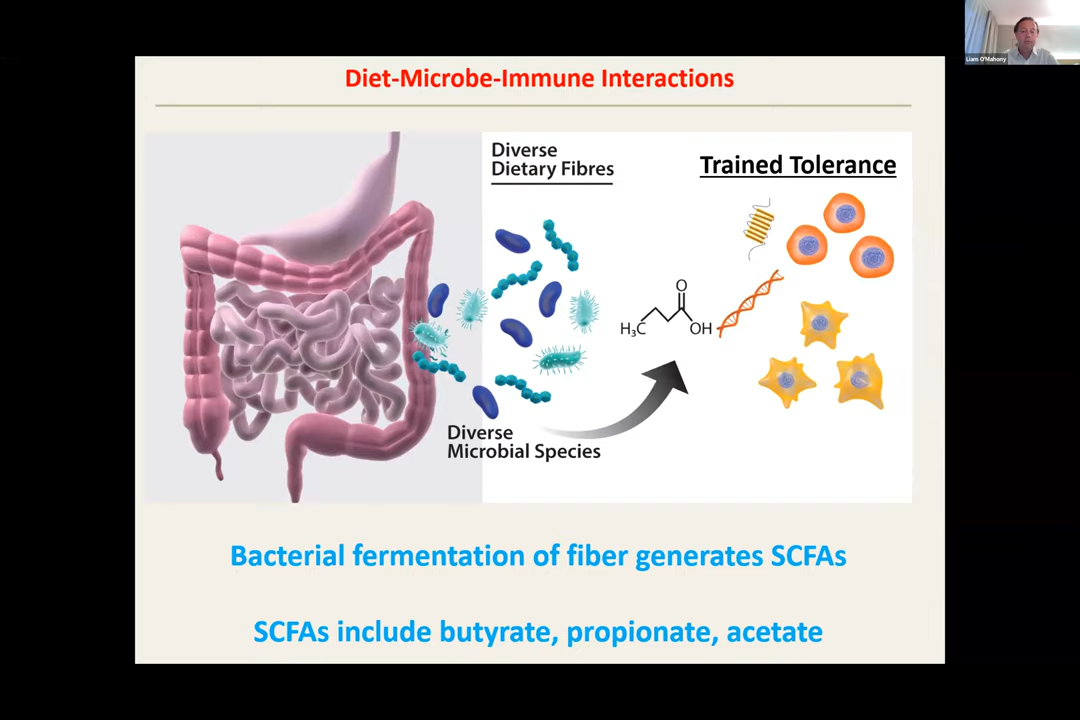 Diet-Microbe-Immune Interactions
Liam O'Mahony
Diverse
Dietary Fibres
Trained Tolerance
O
H₃C
OH
Diverse
Microbial Species
Bacterial fermentation of fiber generates SCFAs
SCFAs include butyrate, propionate, acetate